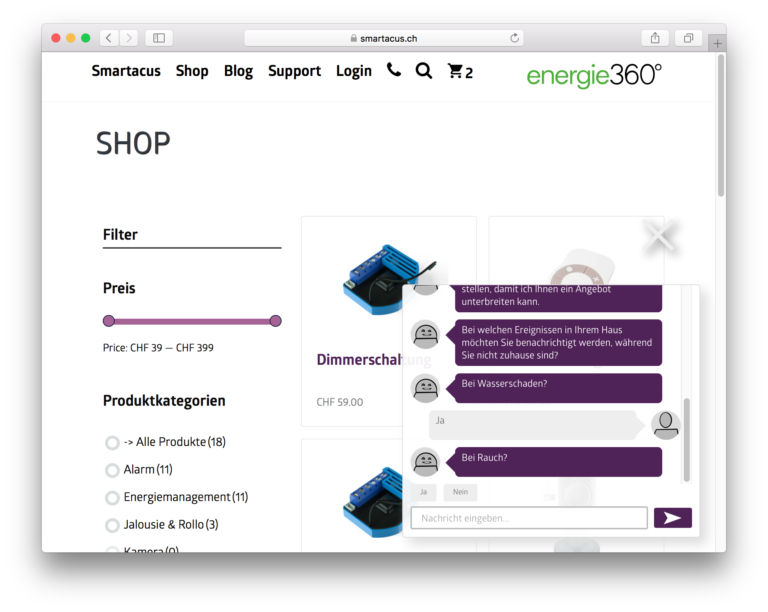 smartacus.ch
Smartacus Shop Blog Support Login 2
energie360°
SHOP
Filter
Preis
Price: CHF 39 — CHF 399
Produktkategorien
-> Alle Produkte (18)
Alarm (11)
Energiemanagement (11)
Jalousie & Rollo (3)
Kamera (0)
Dimmerschaltung
CHF 59.00
stellen, damit ich Ihnen ein Angebot
unterbreiten kann.
Bei welchen Ereignissen in Ihrem Haus
möchten Sie benachrichtigt werden, während
Sie nicht zuhause sind?
Bei Wasserschaden?
Ja
Bei Rauch?
Ja Nein
Nachricht eingeben...